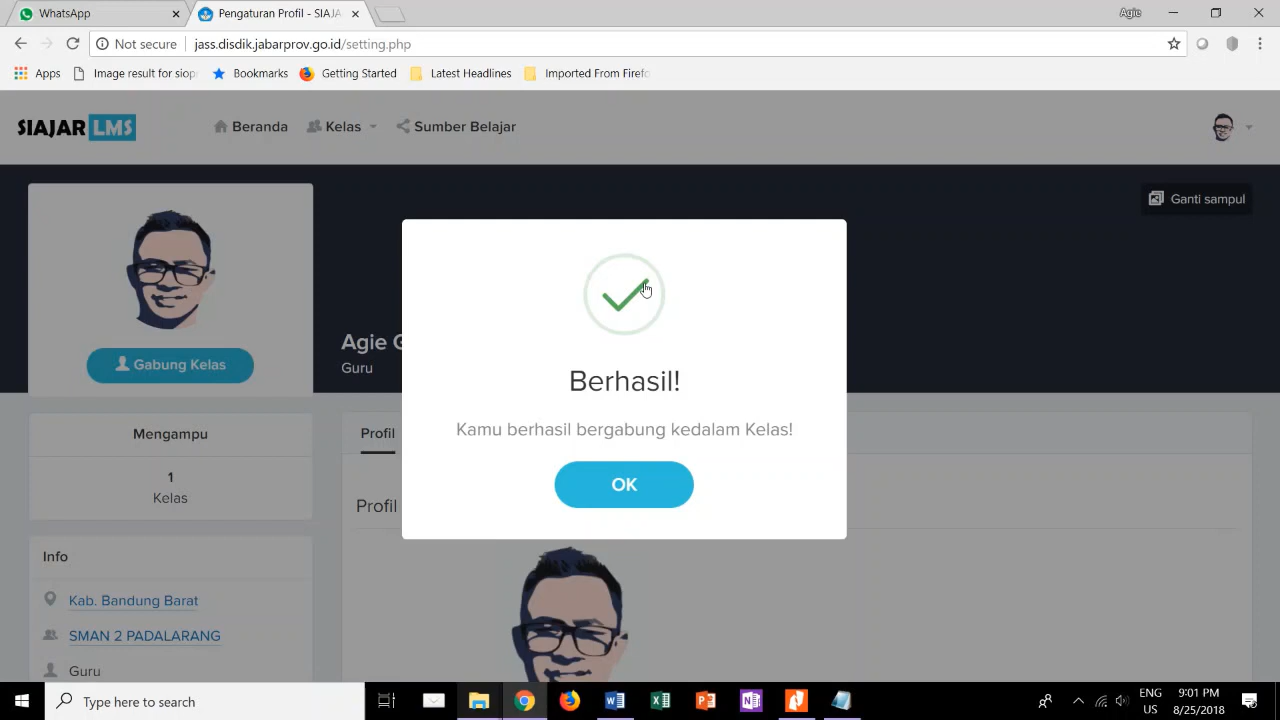 WhatsApp
Pengaturan Profil - SIAJA
Agie
Not secure
jass.disdik.jabarprov.go.id/setting.php
Apps
Image result for siop
Bookmarks
Getting Started
Latest Headlines
Imported From Firefo
SIAJAR LMS
Beranda
Kelas
Sumber Belajar
Ganti sampul
Agie G
Guru
Gabung Kelas
Berhasil!
Kamu berhasil bergabung kedalam Kelas!
OK
Mengampu
1
Kelas
Profil
Profil
Info
Kab. Bandung Barat
SMAN 2 PADALARANG
Guru
Type here to search
ENG
US
9:01 PM
8/25/2018